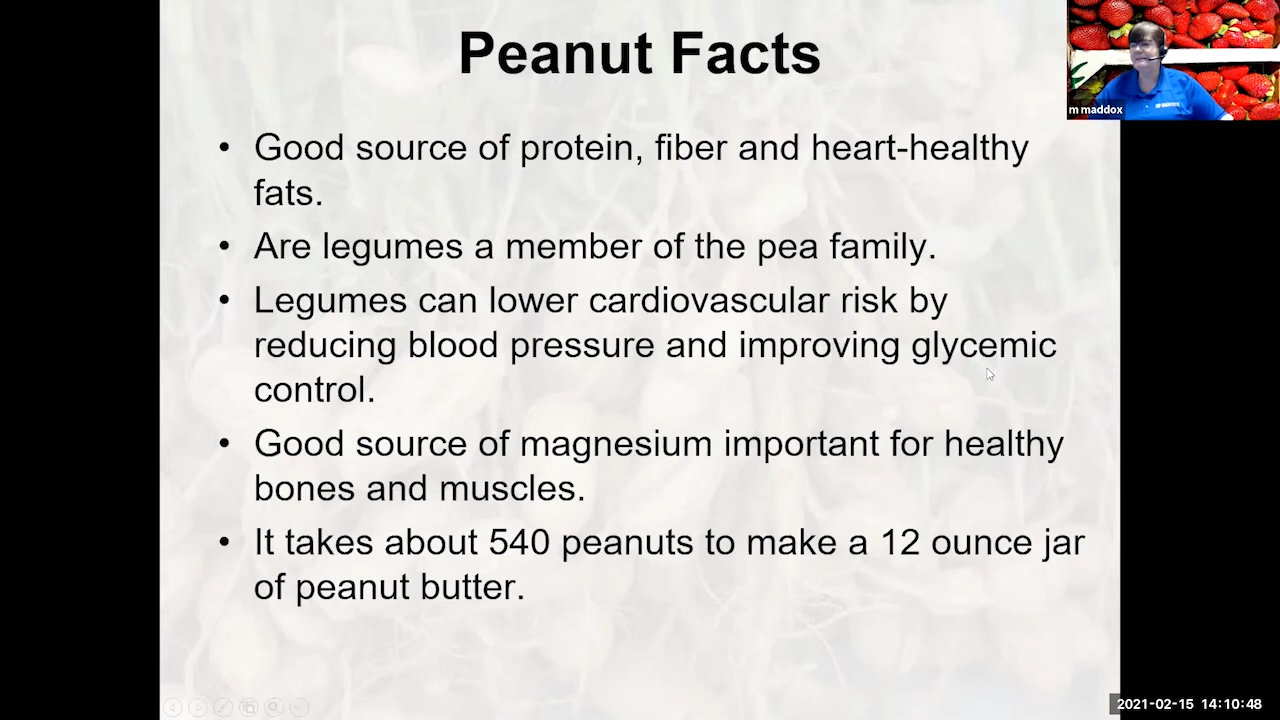 Peanut Facts
• Good source of protein, fiber and heart-healthy
fats.
• Are legumes a member of the pea family.
• Legumes can lower cardiovascular risk by
reducing blood pressure and improving glycemic
control.
• Good source of magnesium important for healthy
bones and muscles.
• It takes about 540 peanuts to make a 12 ounce jar
of peanut butter.
m maddox
2021-02-15 14:10:48